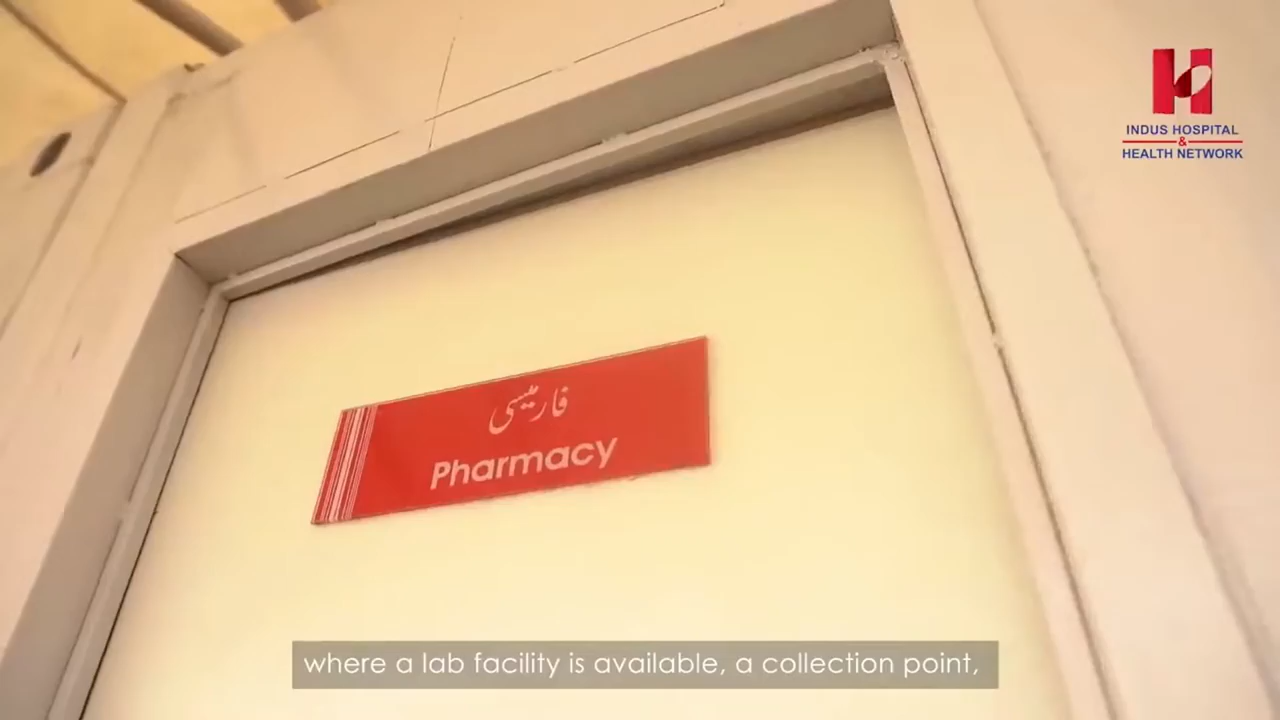 INDUS HOSPITAL
&
HEALTH NETWORK
فارمیسی
Pharmacy
where a lab facility is available, a collection point,